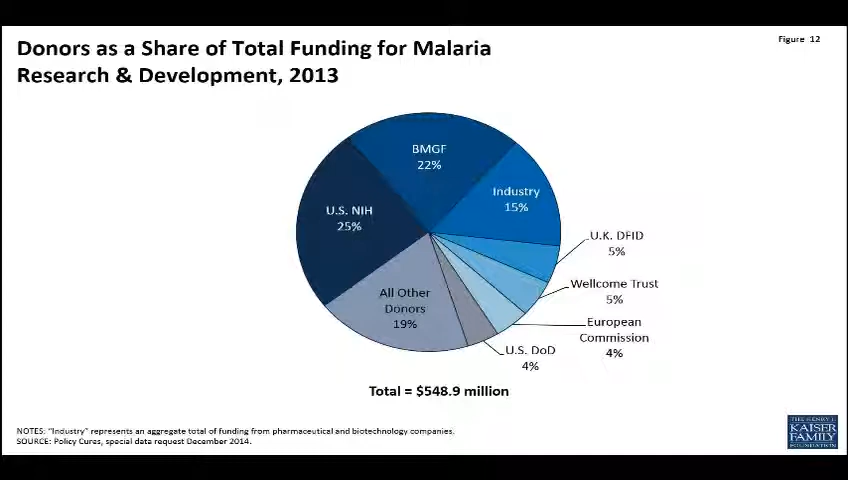 Figure 12
Donors as a Share of Total Funding for Malaria
Research & Development, 2013
BMGF
22%
Industry
15%
U.S. NIH
25%
U.K. DFID
5%
Wellcome Trust
5%
All Other
Donors
19%
European
Commission
4%
U.S. DoD
4%
Total = $548.9 million
NOTES: "Industry" represents an aggregate total of funding from pharmaceutical and biotechnology companies.
SOURCE: Policy Cures, special data request December 2014.
THE HENRY J.
KAISER
FAMILY
FOUNDATION